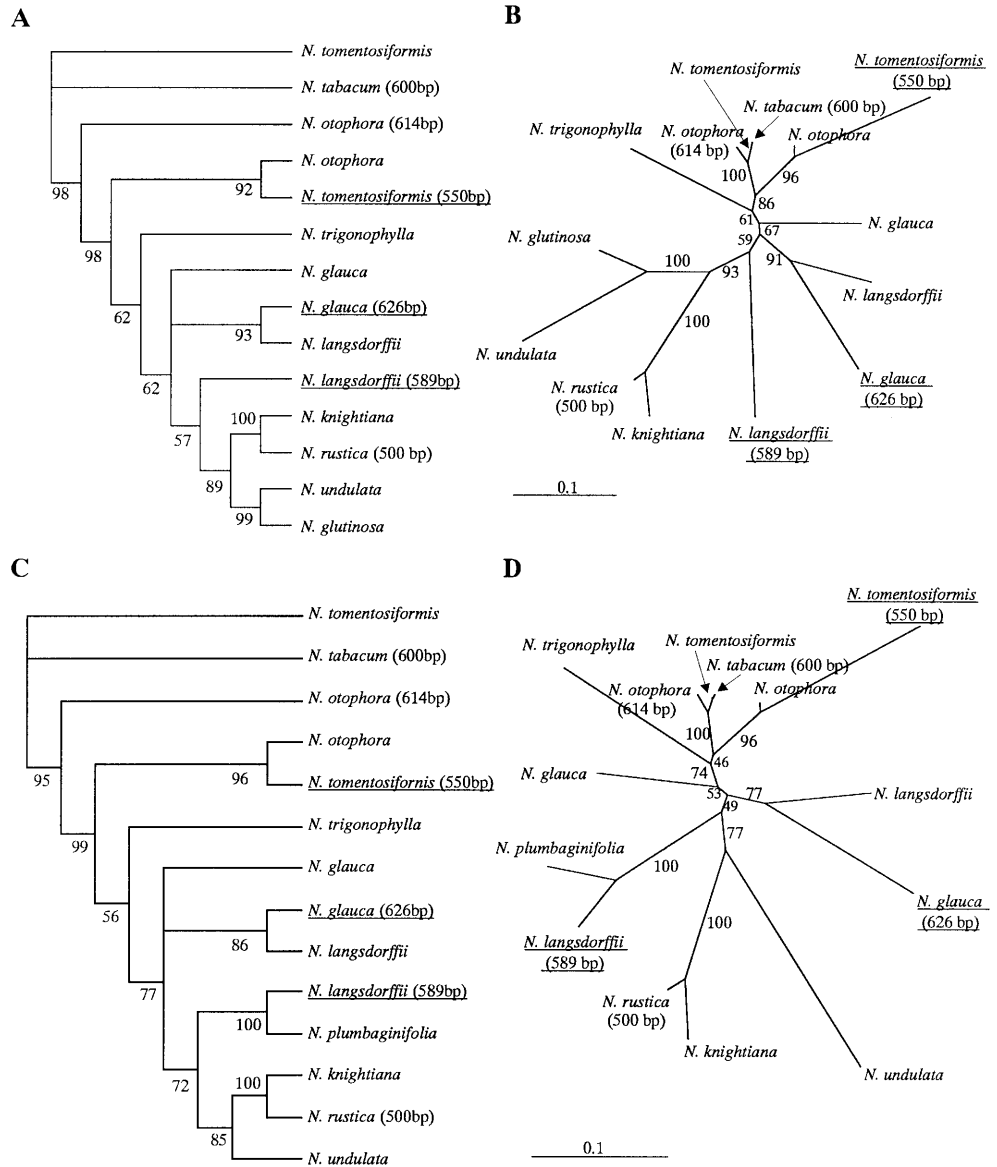 A
N. tomentosiformis
N. tabacum (600bp)
N. otophora (614bp)
98
N. otophora
92
N. tomentosiformis (550bp)
98
N. trigonophylla
62
N. glauca
N. glauca (626bp)
93
N. langsdorffii
62
N. langsdorffii (589bp)
57
100
N. knightiana
N. rustica (500 bp)
89
N. undulata
99
N. glutinosa
B
N. tomentosiformis
(550 bp)
N. tomentosiformis
N. tabacum (600 bp)
N. trigonophylla
N. otophora
(614 bp)
N. otophora
100
96
86
61
N. glauca
67
59
N. glutinosa
100
93
91
N. langsdorffii
100
N. undulata
N. rustica
(500 bp)
N. glauca
(626 bp)
N. knightiana
N. langsdorffii
(589 bp)
0.1
C
N. tomentosiformis
N. tabacum (600bp)
N. otophora (614bp)
95
N. otophora
96
N. tomentosifornis (550bp)
99
N. trigonophylla
56
N. glauca
N. glauca (626bp)
86
N. langsdorffii
77
N. langsdorffii (589bp)
100
N. plumbaginifolia
72
100
N. knightiana
N. rustica (500bp)
85
N. undulata
D
N. tomentosiformis
(550 bp)
N. trigonophylla
N. tomentosiformis
N. tabacum (600 bp)
N. otophora
(614 bp)
N. otophora
100
96
46
74
N. glauca
53
77
N. langsdorffii
49
77
N. plumbaginifolia
100
N. glauca
(626 bp)
100
N. langsdorffii
(589 bp)
N. rustica
(500 bp)
N. knightiana
N. undulata
0.1